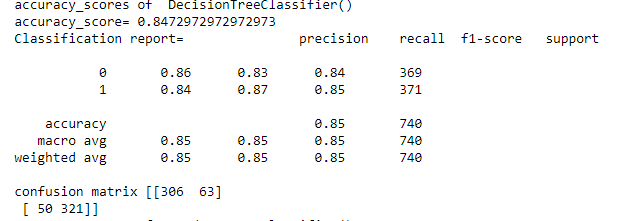 accuracy_scores of  DecisionTreeClassifier()
accuracy_score= 0.8472972972972973
Classification report=               precision    recall  f1-score   support

           0       0.86      0.83      0.84       369
           1       0.84      0.87      0.85       371

    accuracy                           0.85       740
   macro avg       0.85      0.85      0.85       740
weighted avg       0.85      0.85      0.85       740

confusion matrix [[306  63]
 [ 50 321]]